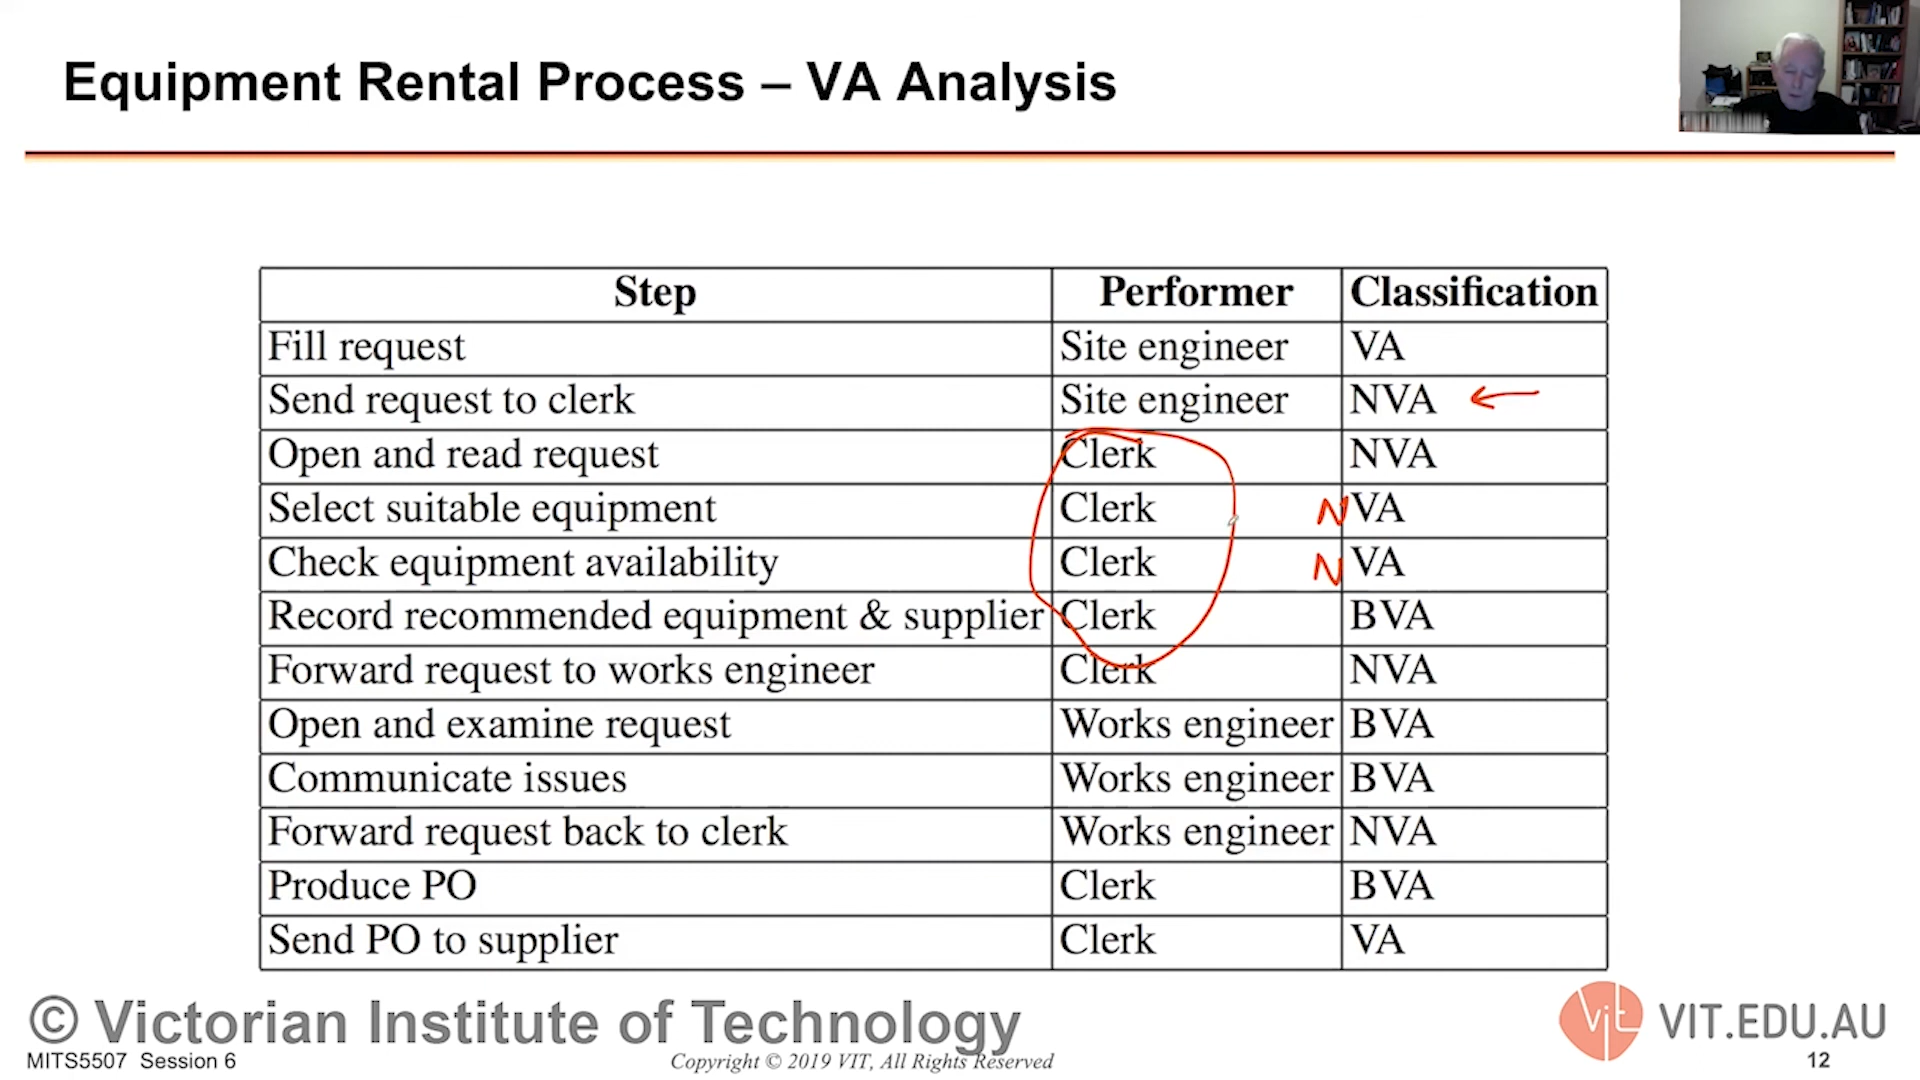 Equipment Rental Process – VA Analysis
Step Performer Classification
Fill request Site engineer VA
Send request to clerk Site engineer NVA
Open and read request Clerk NVA
Select suitable equipment Clerk N VA
Check equipment availability Clerk N VA
Record recommended equipment & supplier Clerk BVA
Forward request to works engineer Clerk NVA
Open and examine request Works engineer BVA
Communicate issues Works engineer BVA
Forward request back to clerk Works engineer NVA
Produce PO Clerk BVA
Send PO to supplier Clerk VA
© Victorian Institute of Technology
Vit VIT.EDU.AU
MITS5507 Session 6 Copyright © 2019 VIT, All Rights Reserved 12